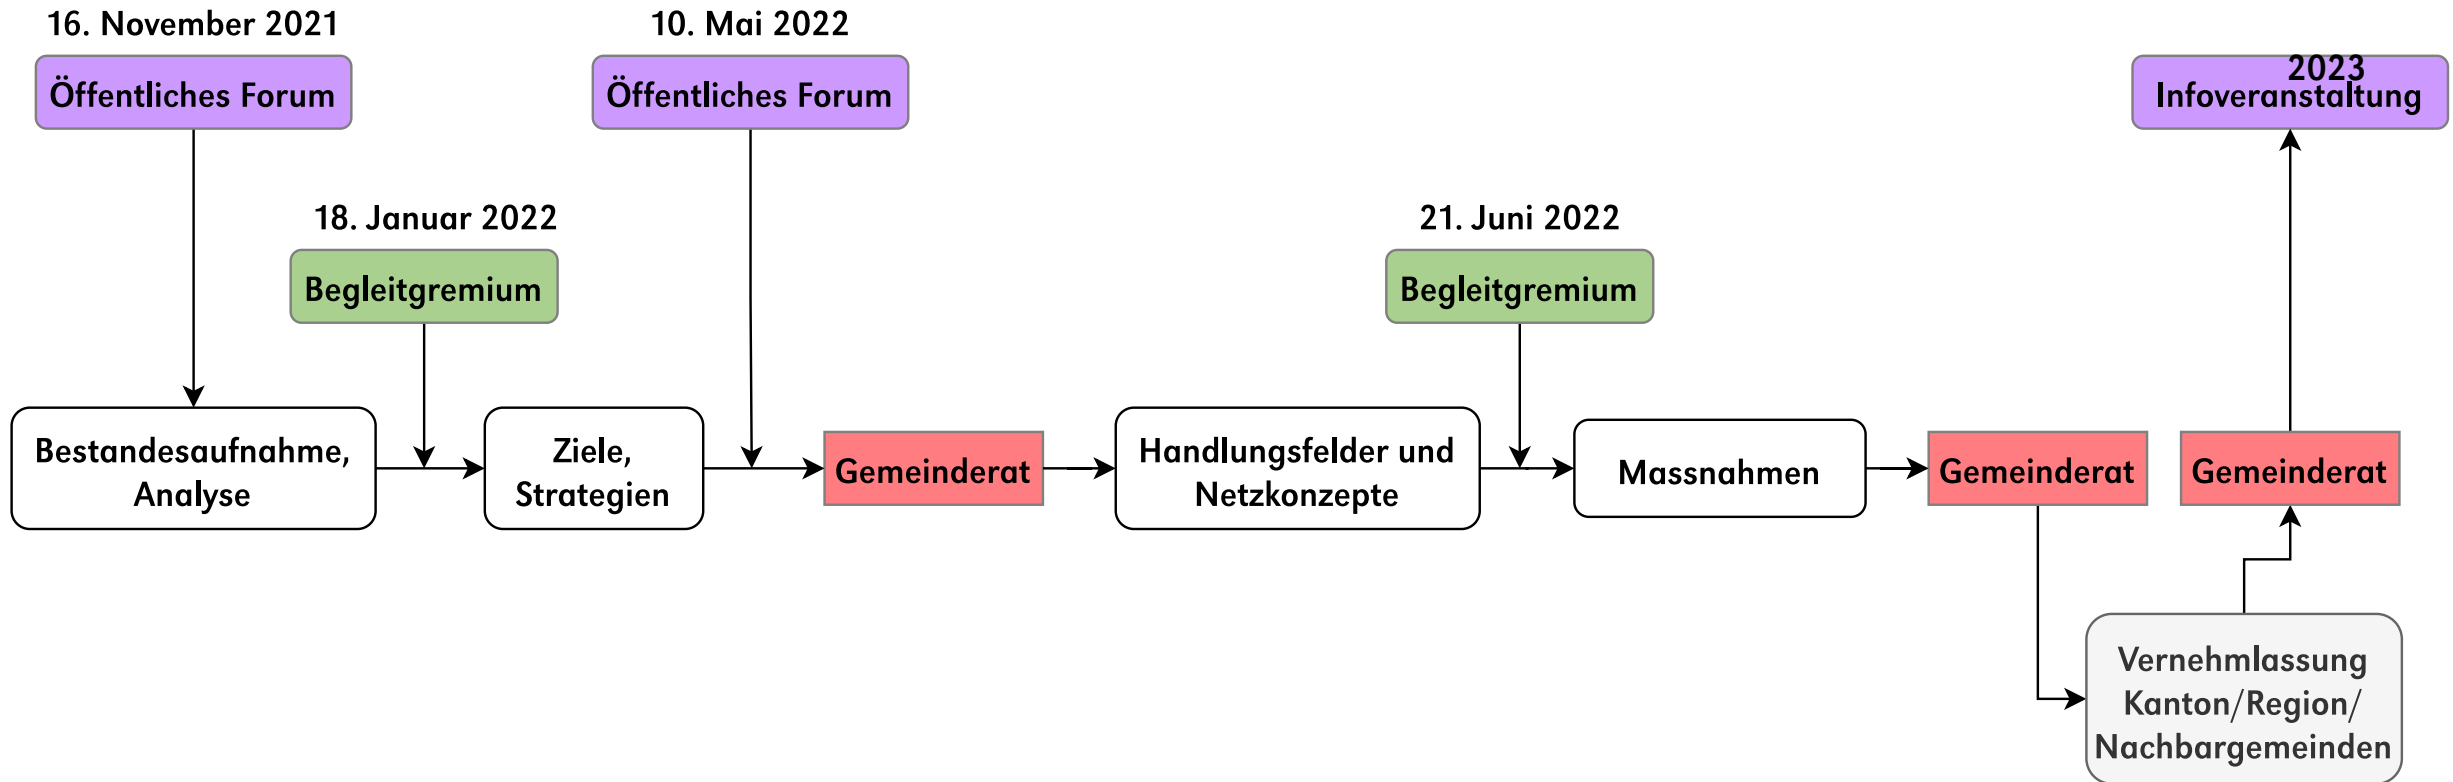 16. November 2021
Öffentliches Forum
10. Mai 2022
Öffentliches Forum
2023
Infoveranstaltung
18. Januar 2022
Begleitgremium
21. Juni 2022
Begleitgremium
Bestandesaufnahme,
Analyse
Ziele,
Strategien
Gemeinderat
Handlungsfelder und
Netzkonzepte
Massnahmen
Gemeinderat
Gemeinderat
Vernehmlassung
Kanton/Region/
Nachbargemeinden